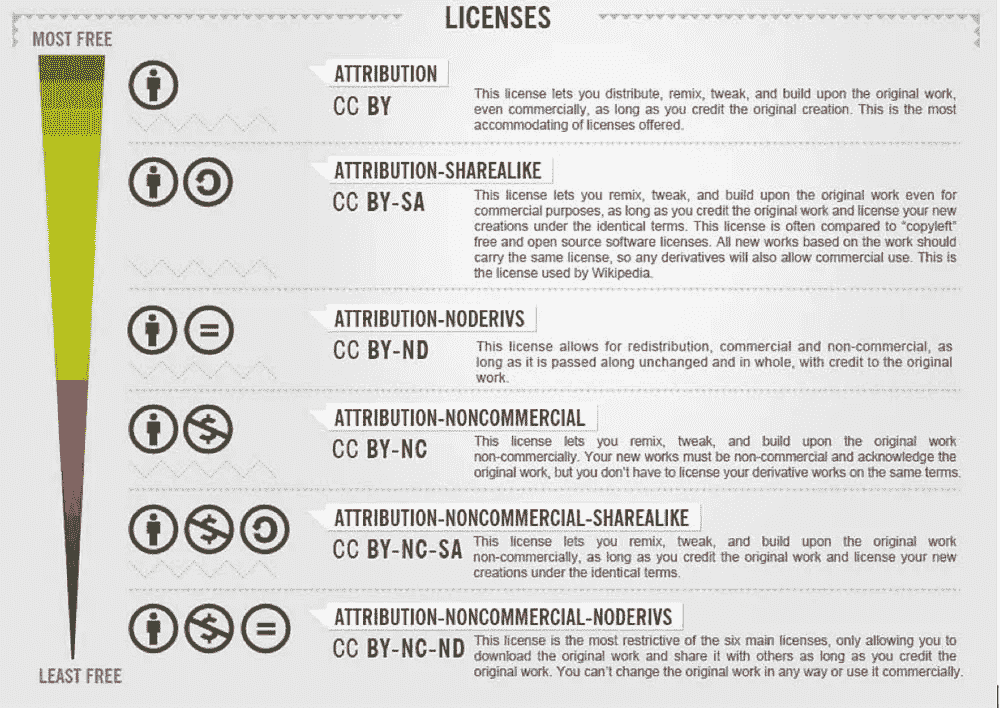 LICENSES
MOST FREE
ATTRIBUTION
CC BY
This license lets you distribute, remix, tweak, and build upon the original work,
even commercially, as long as you credit the original creation. This is the most
accommodating of licenses offered.
ATTRIBUTION-SHAREALIKE
CC BY-SA
This license lets you remix, tweak, and build upon the original work even for
commercial purposes, as long as you credit the original work and license your new
creations under the identical terms. This license is often compared to “copyleft”
free and open source software licenses. All new works based on the work should
carry the same license, so any derivatives will also allow commercial use. This is
the license used by Wikipedia.
ATTRIBUTION-NODERIVS
CC BY-ND
This license allows for redistribution, commercial and non-commercial, as
long as it is passed along unchanged and in whole, with credit to the original
work.
ATTRIBUTION-NONCOMMERCIAL
CC BY-NC
This license lets you remix, tweak, and build upon the original work
non-commercially. Your new works must be non-commercial and acknowledge the
original work, but you don't have to license your derivative works on the same terms.
ATTRIBUTION-NONCOMMERCIAL-SHAREALIKE
CC BY-NC-SA
This license lets you remix, tweak, and build upon the original work
non-commercially, as long as you credit the original work and license your new
creations under the identical terms.
ATTRIBUTION-NONCOMMERCIAL-NODERIVS
CC BY-NC-ND
This license is the most restrictive of the six main licenses, only allowing you to
download the original work and share it with others as long as you credit the
original work. You can't change the original work in any way or use it commercially.
LEAST FREE